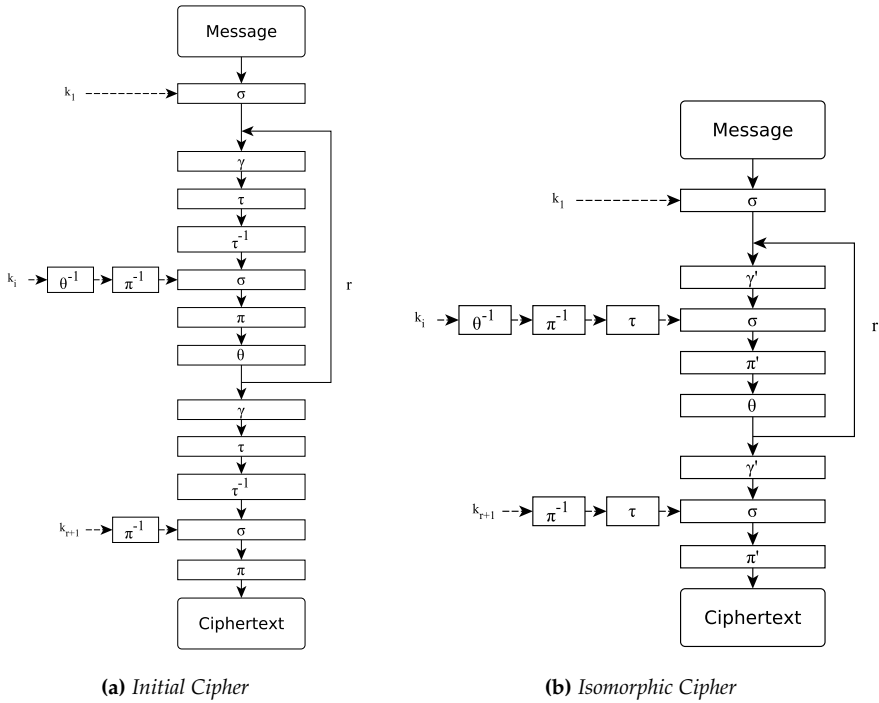 Message
k1
σ
γ
τ
τ-1
ki
θ-1
π-1
σ
π
θ
r
γ
τ
τ-1
kr+1
π-1
σ
π
Ciphertext
(a) Initial Cipher
Message
k1
σ
γ'
ki
θ-1
π-1
τ
σ
π'
θ
r
γ'
kr+1
π-1
τ
σ
π'
Ciphertext
(b) Isomorphic Cipher